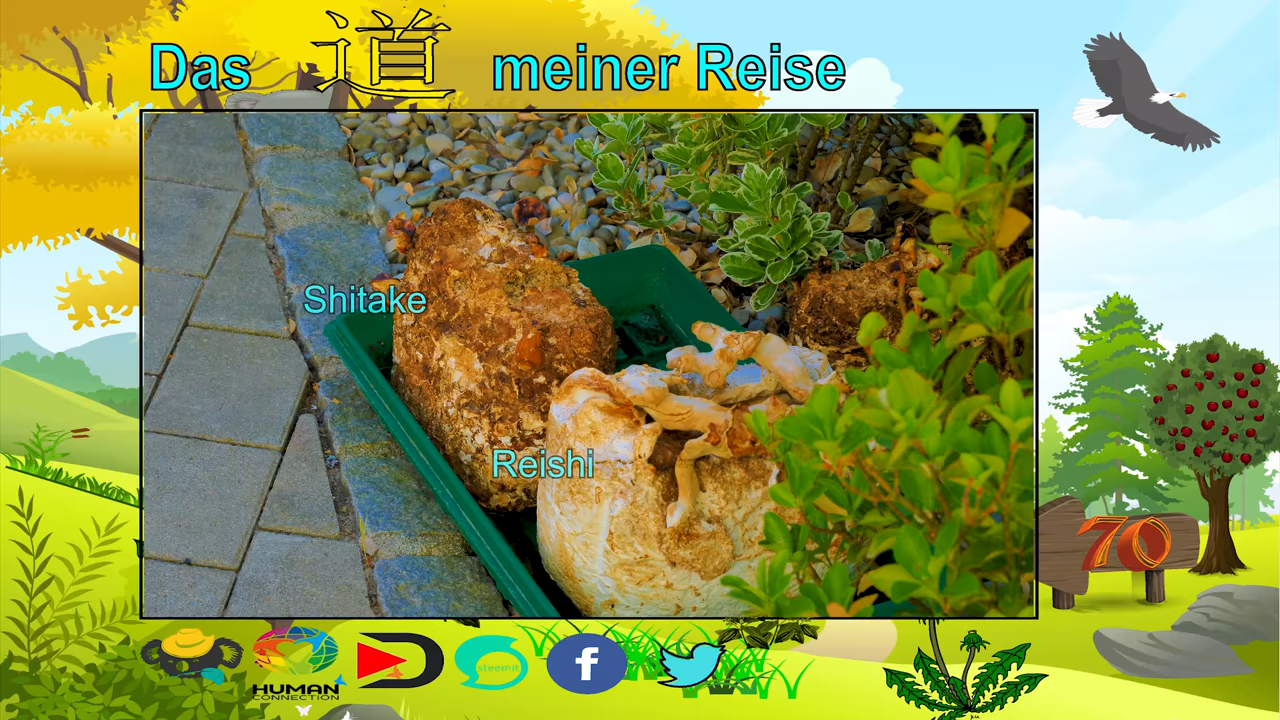 Das 道 meiner Reise
Shitake
Reishi
70
HUMAN
CONNECTION
steemit
f